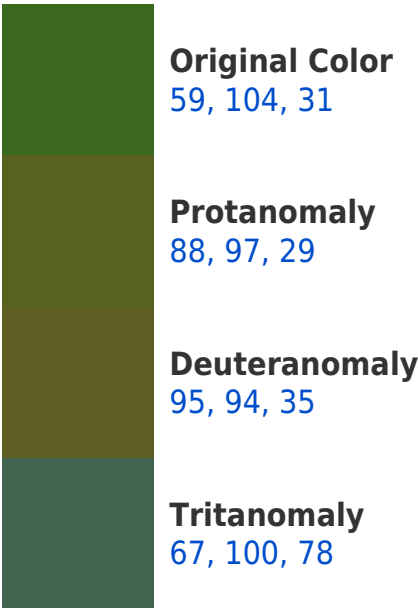 Original Color
59, 104, 31
Protanomaly
88, 97, 29
Deuteranomaly
95, 94, 35
Tritanomaly
67, 100, 78